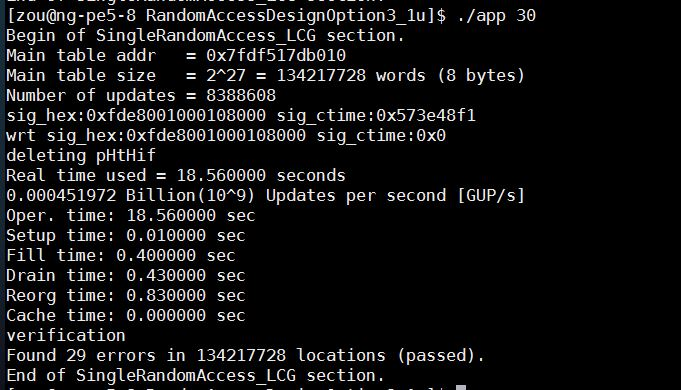 [zou@ng-pe5-8 RandomAccessDesignOption3_1u]$ ./app 30
Begin of SingleRandomAccess_LCG section.
Main table addr   = 0x7fdf517db010
Main table size   = 2^27 = 134217728 words (8 bytes)
Number of updates = 8388608
sig_hex:0xfde8001000108000 sig_ctime:0x573e48f1
wrt sig_hex:0xfde8001000108000 sig_ctime:0x0
deleting pHtHif
Real time used = 18.560000 seconds
0.000451972 Billion(10^9) Updates per second [GUP/s]
Oper. time: 18.560000 sec
Setup time: 0.010000 sec
Fill time: 0.400000 sec
Drain time: 0.430000 sec
Reorg time: 0.830000 sec
Cache time: 0.000000 sec
verification
Found 29 errors in 134217728 locations (passed).
End of SingleRandomAccess_LCG section.